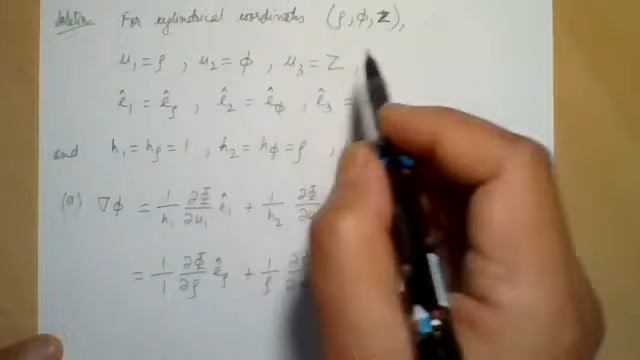 Solution For cylindrical coordinates (ρ, ϕ, z),
u₁ = ρ , u₂ = ϕ , u₃ = Z
ê₁ = ê_ρ , ê₂ = ê_ϕ , ê₃ =
and h₁ = h_ρ = 1 , h₂ = h_ϕ = ρ ,
(a) ∇ϕ = 1/h₁ ∂Φ/∂u₁ ê₁ + 1/h₂ ∂Φ/∂u
= 1/1 ∂Φ/∂ρ ê_ρ + 1/ρ